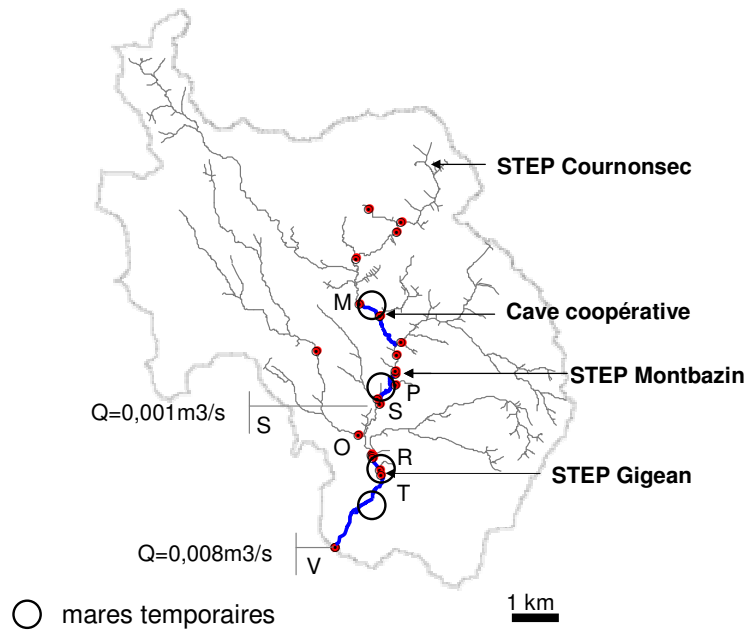 STEP Cournonsec
M
Cave coopérative
STEP Montbazin
P
Q=0,001m3/s
S
S
O
R
STEP Gigean
T
Q=0,008m3/s
V
mares temporaires
1 km